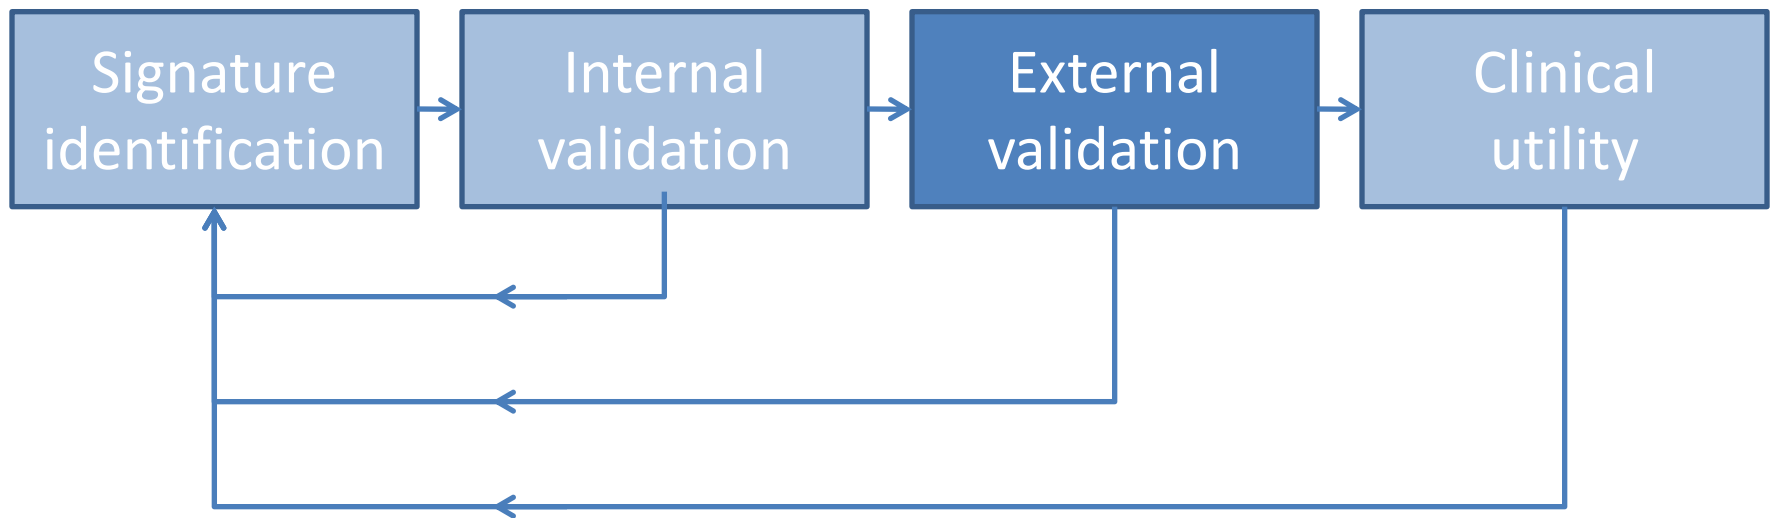 Signature
identification
Internal
validation
External
validation
Clinical
utility